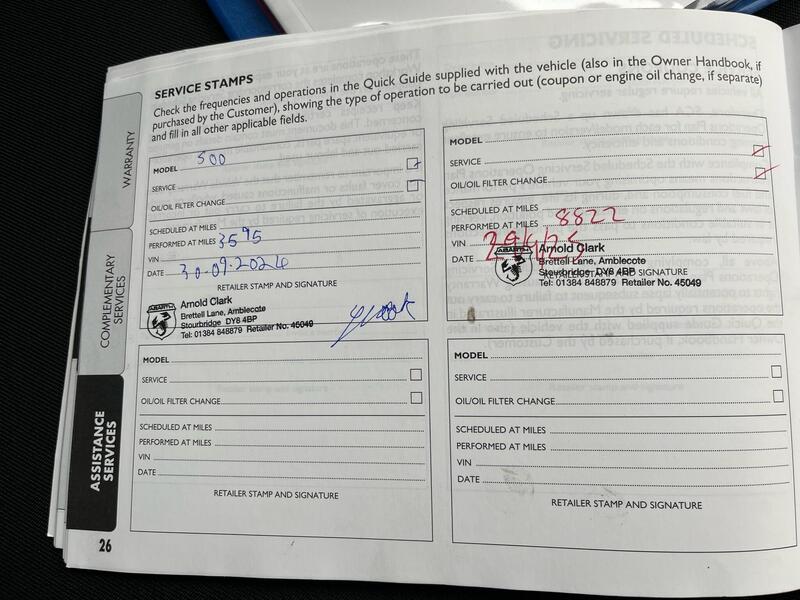 SERVICE STAMPS
Check the frequencies and operations in the Quick Guide supplied with the vehicle (also in the Owner Handbook, if
purchased by the Customer), showing the type of operation to be carried out (coupon or engine oil change, if separate)
and fill in all other applicable fields.
WARRANTY
COMPLEMENTARY
SERVICES
ASSISTANCE
SERVICES
MODEL 500
SERVICE
OIL/OIL FILTER CHANGE
SCHEDULED AT MILES
PERFORMED AT MILES 3595
VIN
DATE 30-09-2024
RETAILER STAMP AND SIGNATURE
ABARTH
Arnold Clark
Brettell Lane, Amblecote
Stourbridge DY8 4BP
Tel: 01384 848879 Retailer No. 45049
MODEL
SERVICE
OIL/OIL FILTER CHANGE
SCHEDULED AT MILES
PERFORMED AT MILES 8822
VIN
DATE
RETAILER STAMP AND SIGNATURE
ABARTH
Arnold Clark
Brettell Lane, Amblecote
Stourbridge DY8 4BP
Tel: 01384 848879 Retailer No. 45049
MODEL
SERVICE
OIL/OIL FILTER CHANGE
SCHEDULED AT MILES
PERFORMED AT MILES
VIN
DATE
RETAILER STAMP AND SIGNATURE
MODEL
SERVICE
OIL/OIL FILTER CHANGE
SCHEDULED AT MILES
PERFORMED AT MILES
VIN
DATE
RETAILER STAMP AND SIGNATURE
26